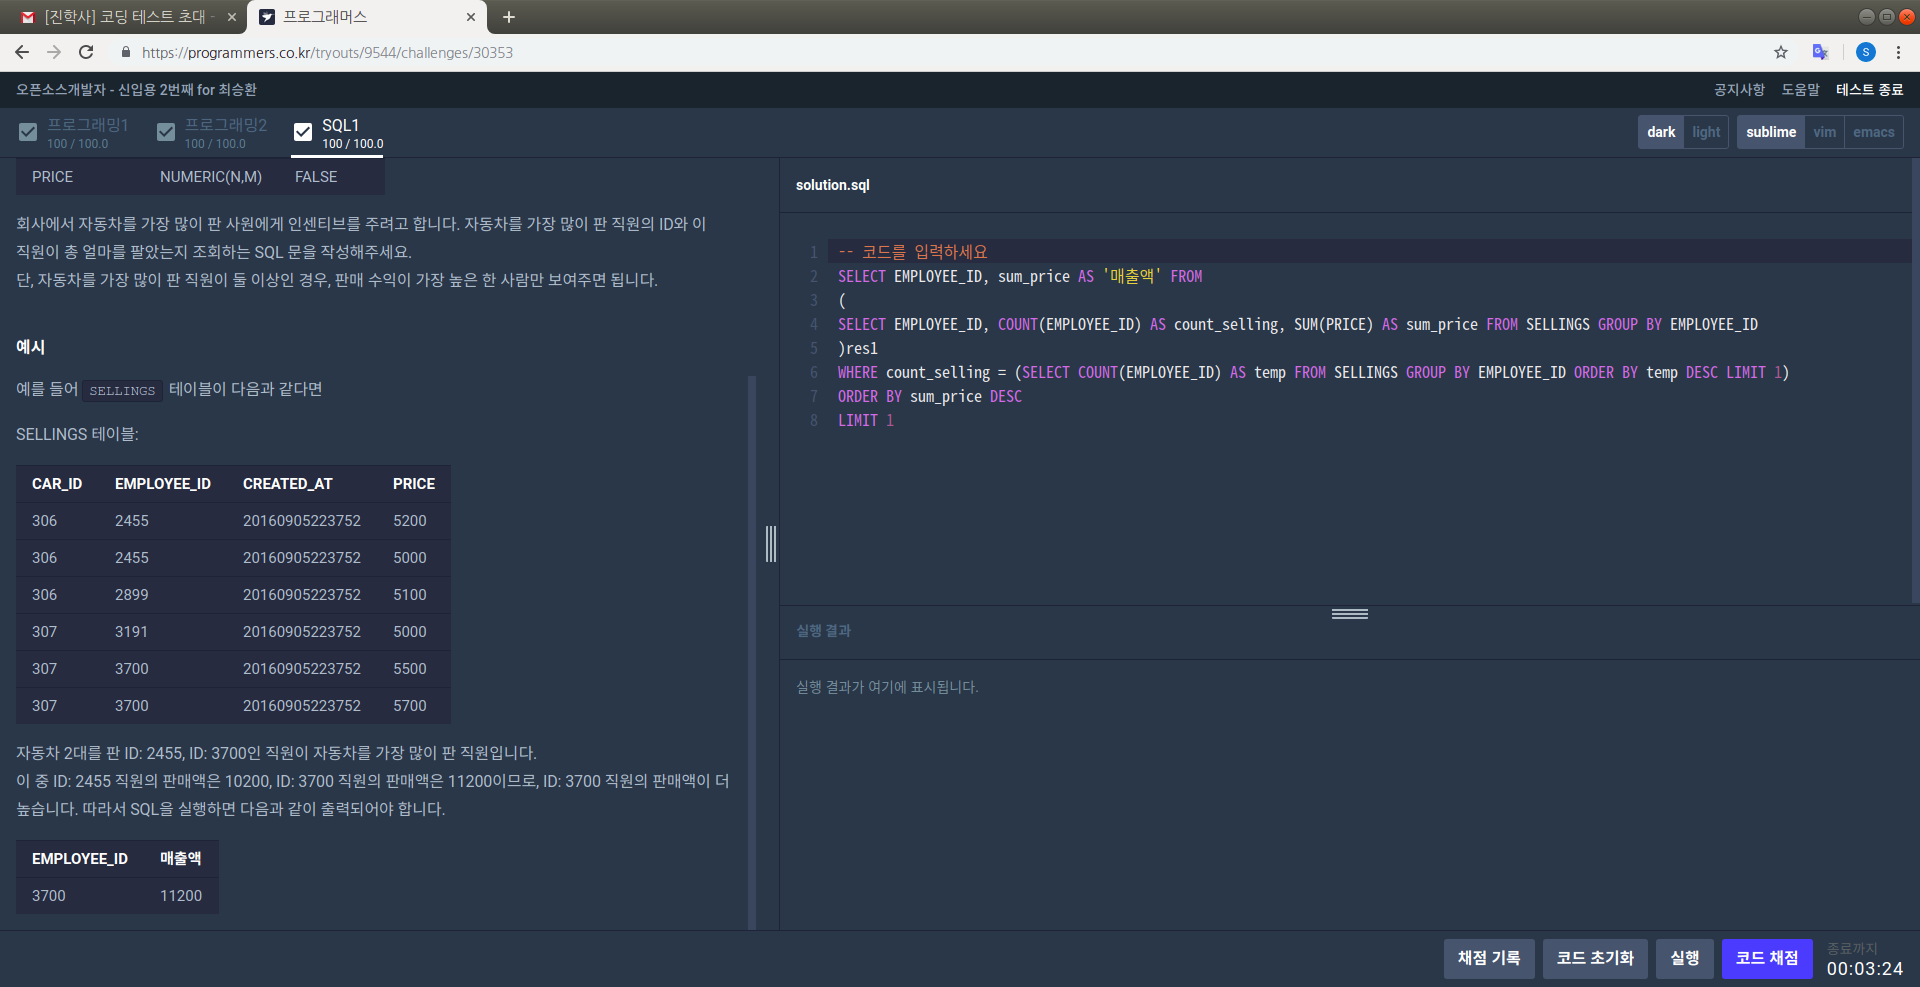 [진학사] 코딩 테스트 초대 -
프로그래머스
https://programmers.co.kr/tryouts/9544/challenges/30353
S
오픈소스개발자 - 신입용 2번째 for 최승환
공지사항 도움말 테스트 종료
프로그래밍1
100 / 100.0
프로그래밍2
100 / 100.0
SQL1
100 / 100.0
dark light
sublime vim emacs
PRICE NUMERIC(N,M) FALSE
회사에서 자동차를 가장 많이 판 사원에게 인센티브를 주려고 합니다. 자동차를 가장 많이 판 직원의 ID와 이
직원이 총 얼마를 팔았는지 조회하는 SQL 문을 작성해주세요.
단, 자동차를 가장 많이 판 직원이 둘 이상인 경우, 판매 수익이 가장 높은 한 사람만 보여주면 됩니다.
예시
예를 들어 SELLINGS 테이블이 다음과 같다면
SELLINGS 테이블:
CAR_ID EMPLOYEE_ID CREATED_AT PRICE
306 2455 20160905223752 5200
306 2455 20160905223752 5000
306 2899 20160905223752 5100
307 3191 20160905223752 5000
307 3700 20160905223752 5500
307 3700 20160905223752 5700
자동차 2대를 판 ID: 2455, ID: 3700인 직원이 자동차를 가장 많이 판 직원입니다.
이 중 ID: 2455 직원의 판매액은 10200, ID: 3700 직원의 판매액은 11200이므로, ID: 3700 직원의 판매액이 더
높습니다. 따라서 SQL을 실행하면 다음과 같이 출력되어야 합니다.
EMPLOYEE_ID 매출액
3700 11200
solution.sql
1 -- 코드를 입력하세요
2 SELECT EMPLOYEE_ID, sum_price AS '매출액' FROM
3 (
4 SELECT EMPLOYEE_ID, COUNT(EMPLOYEE_ID) AS count_selling, SUM(PRICE) AS sum_price FROM SELLINGS GROUP BY EMPLOYEE_ID
5 )res1
6 WHERE count_selling = (SELECT COUNT(EMPLOYEE_ID) AS temp FROM SELLINGS GROUP BY EMPLOYEE_ID ORDER BY temp DESC LIMIT 1)
7 ORDER BY sum_price DESC
8 LIMIT 1
실행 결과
실행 결과가 여기에 표시됩니다.
채점 기록 코드 초기화 실행 코드 채점
종료까지
00:03:24